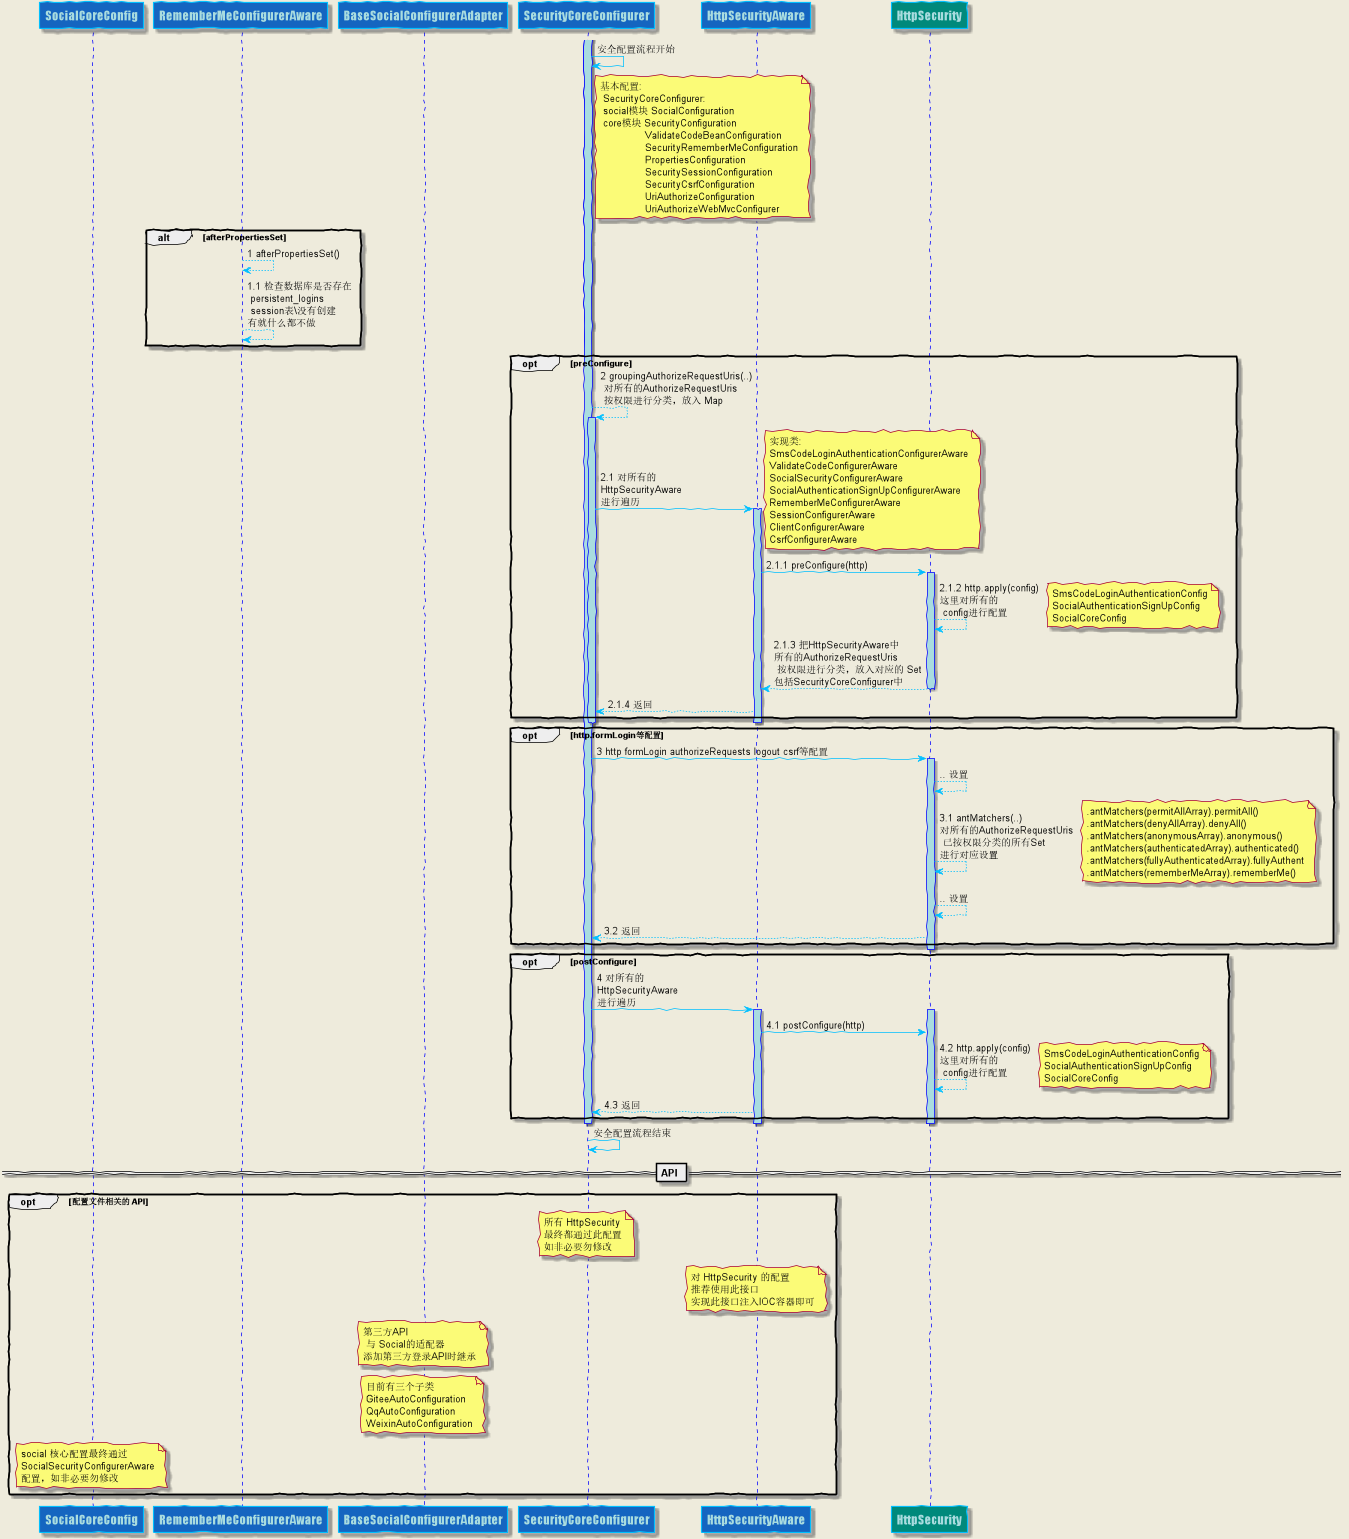 SocialCoreConfig RememberMeConfigurerAware BaseSocialConfigurerAdapter SecurityCoreConfigurer HttpSecurityAware HttpSecurity
安全配置流程开始
基本配置:
SecurityCoreConfigurer:
social模块 SocialConfiguration
core模块 SecurityConfiguration
ValidateCodeBeanConfiguration
SecurityRememberMeConfiguration
PropertiesConfiguration
SecuritySessionConfiguration
SecurityCsrfConfiguration
UriAuthorizeConfiguration
UriAuthorizeWebMvcConfigurer
alt [afterPropertiesSet]
1 afterPropertiesSet()
1.1 检查数据库是否存在
persistent_logins
session表\没有创建
有就什么都不做
opt [preConfigure]
2 groupingAuthorizeRequestUris(..)
对所有的AuthorizeRequestUris
按权限进行分类，放入 Map
实现类:
SmsCodeLoginAuthenticationConfigurerAware
ValidateCodeConfigurerAware
SocialSecurityConfigurerAware
SocialAuthenticationSignUpConfigurerAware
RememberMeConfigurerAware
SessionConfigurerAware
ClientConfigurerAware
CsrfConfigurerAware
2.1 对所有的
HttpSecurityAware
进行遍历
2.1.1 preConfigure(http)
2.1.2 http.apply(config)
这里对所有的
config进行配置
SmsCodeLoginAuthenticationConfig
SocialAuthenticationSignUpConfig
SocialCoreConfig
2.1.3 把HttpSecurityAware中
所有的AuthorizeRequestUris
按权限进行分类，放入对应的 Set
包括SecurityCoreConfigurer中
2.1.4 返回
opt [http.formLogin等配置]
3 http formLogin authorizeRequests logout csrf等配置
.. 设置
3.1 antMatchers(..)
对所有的AuthorizeRequestUris
已按权限分类的所有Set
进行对应设置
.antMatchers(permitAllArray).permitAll()
.antMatchers(denyAllArray).denyAll()
.antMatchers(anonymousArray).anonymous()
.antMatchers(authenticatedArray).authenticated()
.antMatchers(fullyAuthenticatedArray).fullyAuthent
.antMatchers(rememberMeArray).rememberMe()
.. 设置
3.2 返回
opt [postConfigure]
4 对所有的
HttpSecurityAware
进行遍历
4.1 postConfigure(http)
4.2 http.apply(config)
这里对所有的
config进行配置
SmsCodeLoginAuthenticationConfig
SocialAuthenticationSignUpConfig
SocialCoreConfig
4.3 返回
安全配置流程结束
API
opt [配置文件相关的 API]
所有 HttpSecurity
最终都通过此配置
如非必要勿修改
对 HttpSecurity 的配置
推荐使用此接口
实现此接口注入IOC容器即可
第三方API
与 Social的适配器
添加第三方登录API时继承
目前有三个子类
GiteeAutoConfiguration
QqAutoConfiguration
WeixinAutoConfiguration
social 核心配置最终通过
SocialSecurityConfigurerAware
配置，如非必要勿修改
SocialCoreConfig RememberMeConfigurerAware BaseSocialConfigurerAdapter SecurityCoreConfigurer HttpSecurityAware HttpSecurity